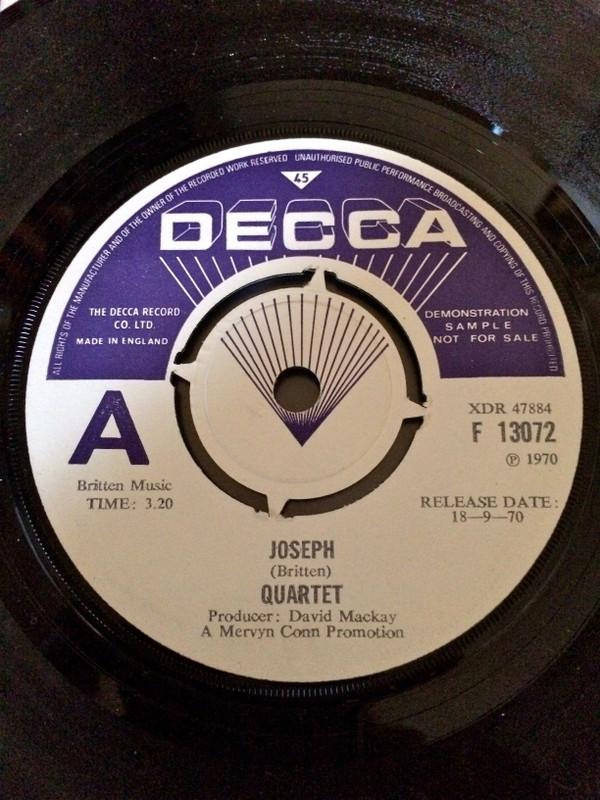 ALL RIGHTS OF THE MANUFACTURER AND OF THE OWNER OF THE RECORDED WORK RESERVED UNAUTHORISED PUBLIC PERFORMANCE BROADCASTING AND COPYING OF THIS RECORD PROHIBITED
45
DECCA
THE DECCA RECORD
CO. LTD.
MADE IN ENGLAND
DEMONSTRATION
SAMPLE
NOT FOR SALE
A
XDR 47884
F 13072
℗ 1970
Britten Music
TIME: 3.20
RELEASE DATE:
18—9—70
JOSEPH
(Britten)
QUARTET
Producer: David Mackay
A Mervyn Conn Promotion